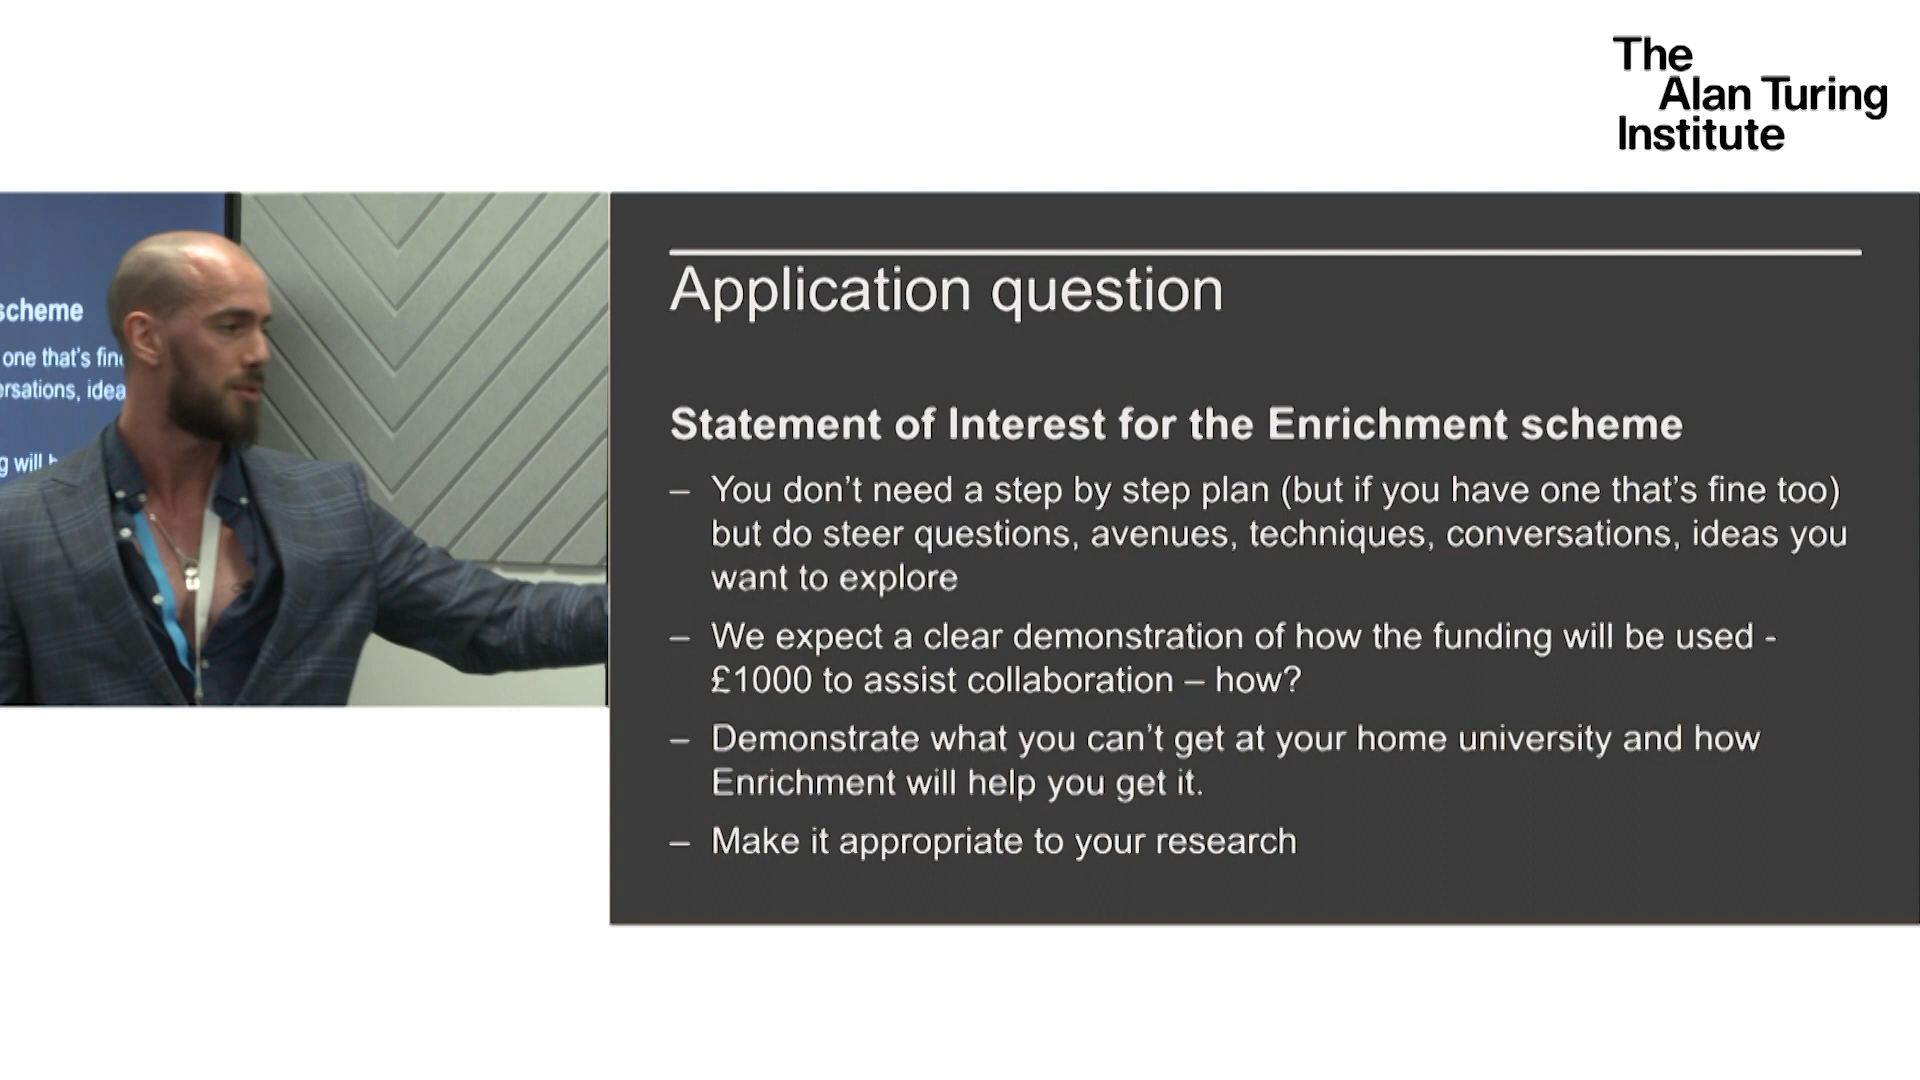 The
Alan Turing
Institute
scheme
one that's fin
ersations, idea
g will
Application question
Statement of Interest for the Enrichment scheme
– You don't need a step by step plan (but if you have one that's fine too)
but do steer questions, avenues, techniques, conversations, ideas you
want to explore
– We expect a clear demonstration of how the funding will be used -
£1000 to assist collaboration – how?
– Demonstrate what you can't get at your home university and how
Enrichment will help you get it.
– Make it appropriate to your research